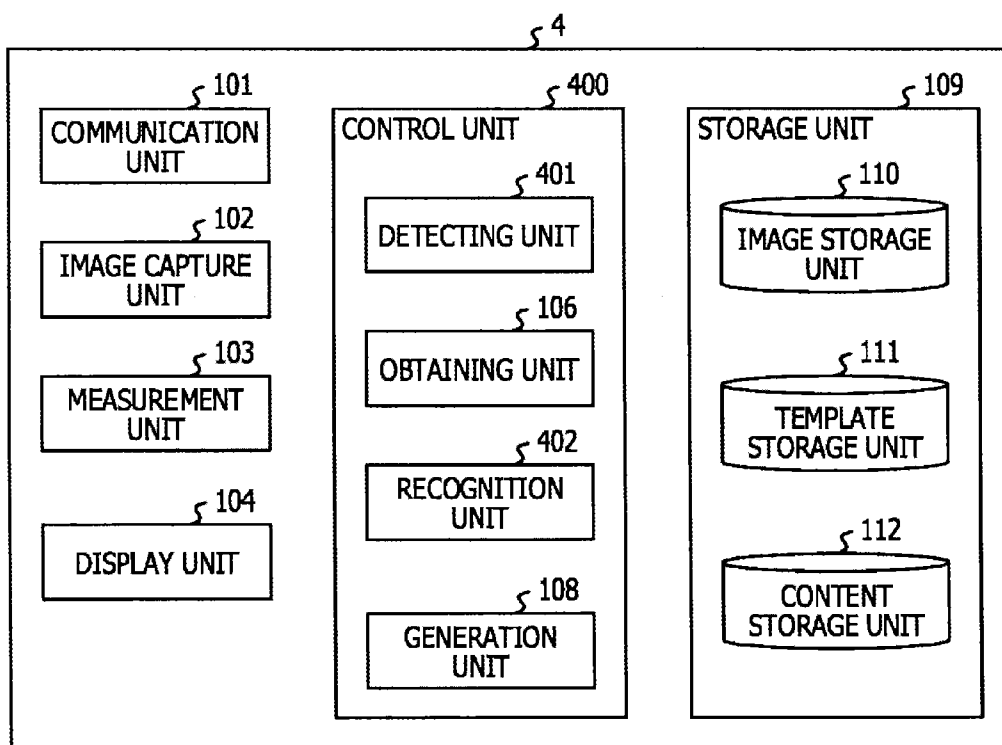 4
101
COMMUNICATION
UNIT
102
IMAGE CAPTURE
UNIT
103
MEASUREMENT
UNIT
104
DISPLAY UNIT
400
CONTROL UNIT
401
DETECTING UNIT
106
OBTAINING UNIT
402
RECOGNITION
UNIT
108
GENERATION
UNIT
109
STORAGE UNIT
110
IMAGE STORAGE
UNIT
111
TEMPLATE
STORAGE UNIT
112
CONTENT
STORAGE UNIT